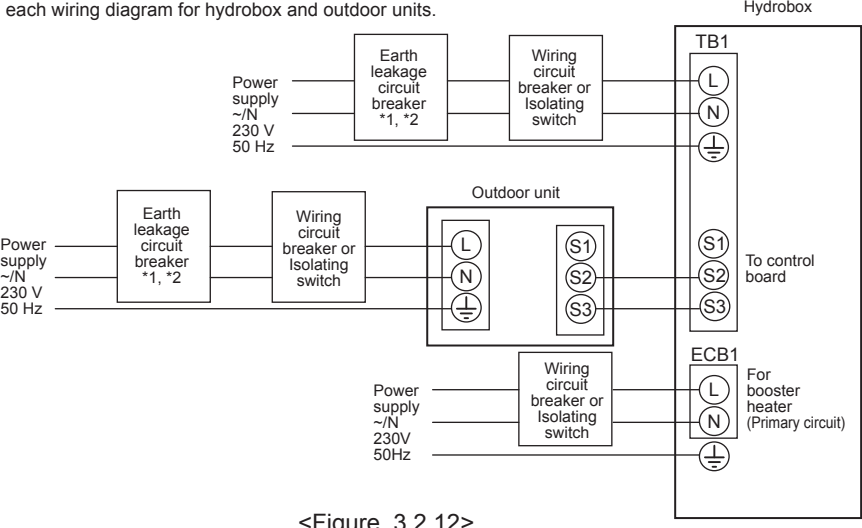 each wiring diagram for hydrobox and outdoor units.
Hydrobox
TB1
Power
supply
~/N
230 V
50 Hz
Earth
leakage
circuit
breaker
*1, *2
Wiring
circuit
breaker or
Isolating
switch
L
N
Outdoor unit
Power
supply
~/N
230 V
50 Hz
Earth
leakage
circuit
breaker
*1, *2
Wiring
circuit
breaker or
Isolating
switch
L
N
S1
S2
S3
S1
S2
S3
To control
board
ECB1
Power
supply
~/N
230V
50Hz
Wiring
circuit
breaker or
Isolating
switch
L
N
For
booster
heater
(Primary circuit)
<Figure 3.2.12>